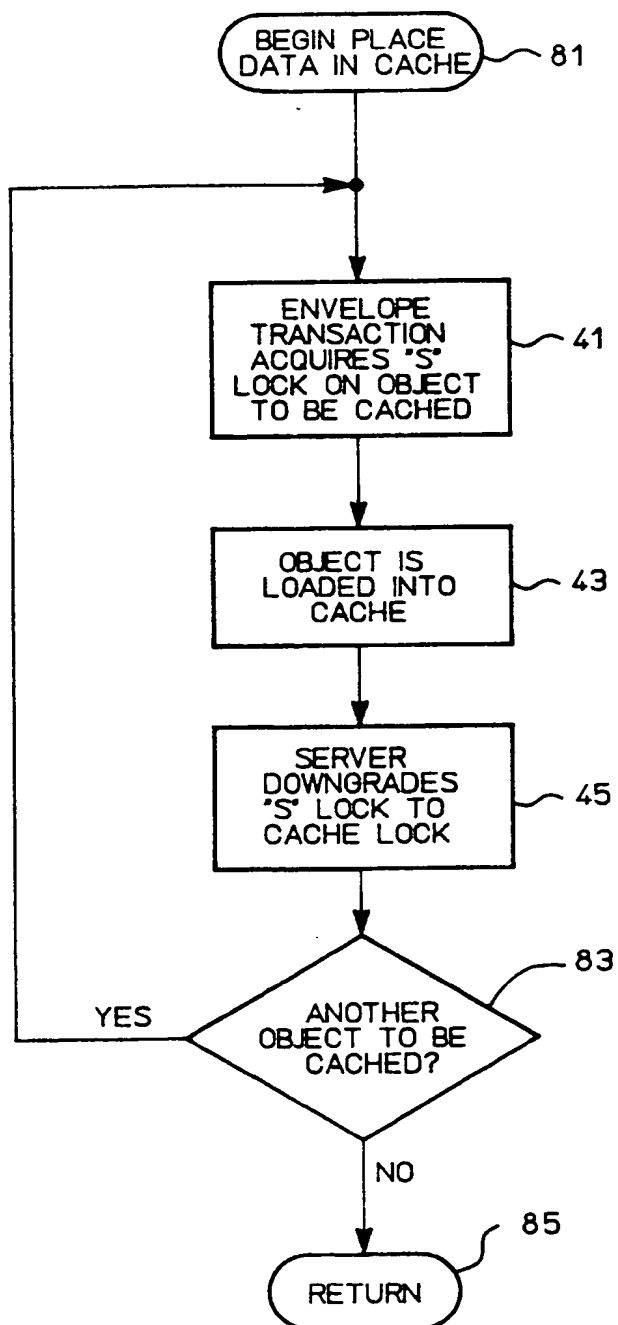 BEGIN PLACE
DATA IN CACHE
81
ENVELOPE
TRANSACTION
ACQUIRES "S"
LOCK ON OBJECT
TO BE CACHED
41
OBJECT IS
LOADED INTO
CACHE
43
SERVER
DOWNGRADES
"S" LOCK TO
CACHE LOCK
45
83
YES
ANOTHER
OBJECT TO BE
CACHED?
NO
85
RETURN